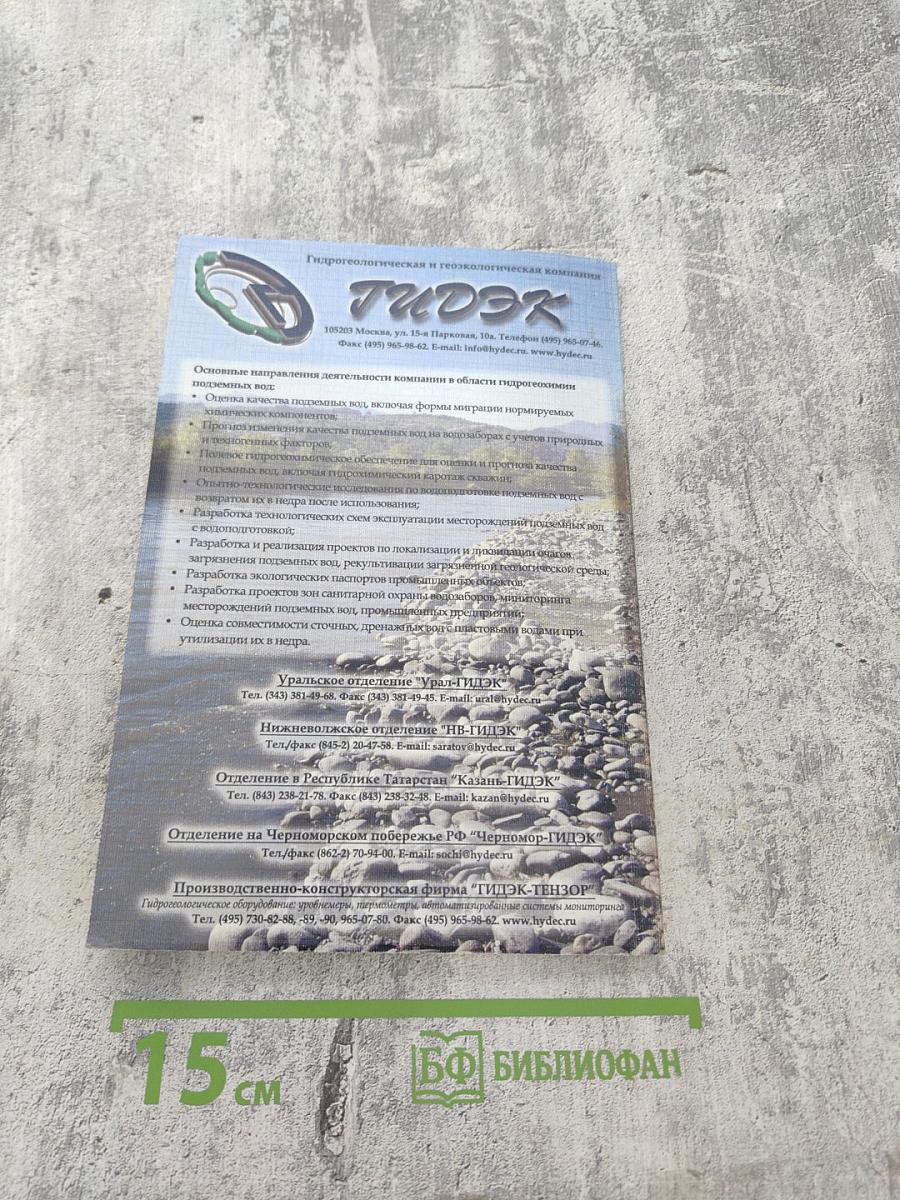 Гидрогеологическая и геоэкологическая компания
ГИДЭК
105203 Москва, ул. 15-я Парковая, 10а. Телефон (495) 965-07-46.
Факс (495) 965-98-62. E-mail: info@hydec.ru. www.hydec.ru
Основные направления деятельности компании в области гидрогеохимии
подземных вод:
• Оценка качества подземных вод, включая формы миграции нормируемых
химических компонентов;
• Прогноз изменения качества подземных вод на водозаборах с учетов природных
и техногенных факторов;
• Полевое гидрогеохимическое обеспечение для оценки и прогноза качества
подземных вод, включая гидрохимический каротаж скважин;
• Опытно-технологические исследования по водоподготовке подземных вод с
возвратом их в недра после использования;
• Разработка технологических схем эксплуатации месторождений подземных вод
с водоподготовкой;
• Разработка и реализация проектов по локализации и ликвидации очагов
загрязнения подземных вод, рекультивации загрязненной геологической среды;
• Разработка экологических паспортов промышленных объектов;
• Разработка проектов зон санитарной охраны водозаборов, мининторинга
месторождений подземных вод, промышленных предприятий;
• Оценка совместимости сточных, дренажных вод с пластовыми водами при
утилизации их в недра.
Уральское отделение "Урал-ГИДЭК"
Тел. (343) 381-49-68. Факс (343) 381-49-45. E-mail: ural@hydec.ru
Нижневолжское отделение "НВ-ГИДЭК"
Тел./факс (845-2) 20-47-58. E-mail: saratov@hydec.ru
Отделение в Республике Татарстан "Казань-ГИДЭК"
Тел. (843) 238-21-78. Факс (843) 238-32-48. E-mail: kazan@hydec.ru
Отделение на Черноморском побережье РФ "Черномор-ГИДЭК"
Тел./факс (862-2) 70-94-00. E-mail: sochi@hydec.ru
Производственно-конструкторская фирма "ГИДЭК-ТЕНЗОР"
Гидрогеологическое оборудование: уровнемеры, термометры, автоматизированные системы мониторинга
Тел. (495) 730-82-88, -89, -90, 965-07-80. Факс (495) 965-98-62. www.hydec.ru
15 см
БФ БИБЛИОФАН